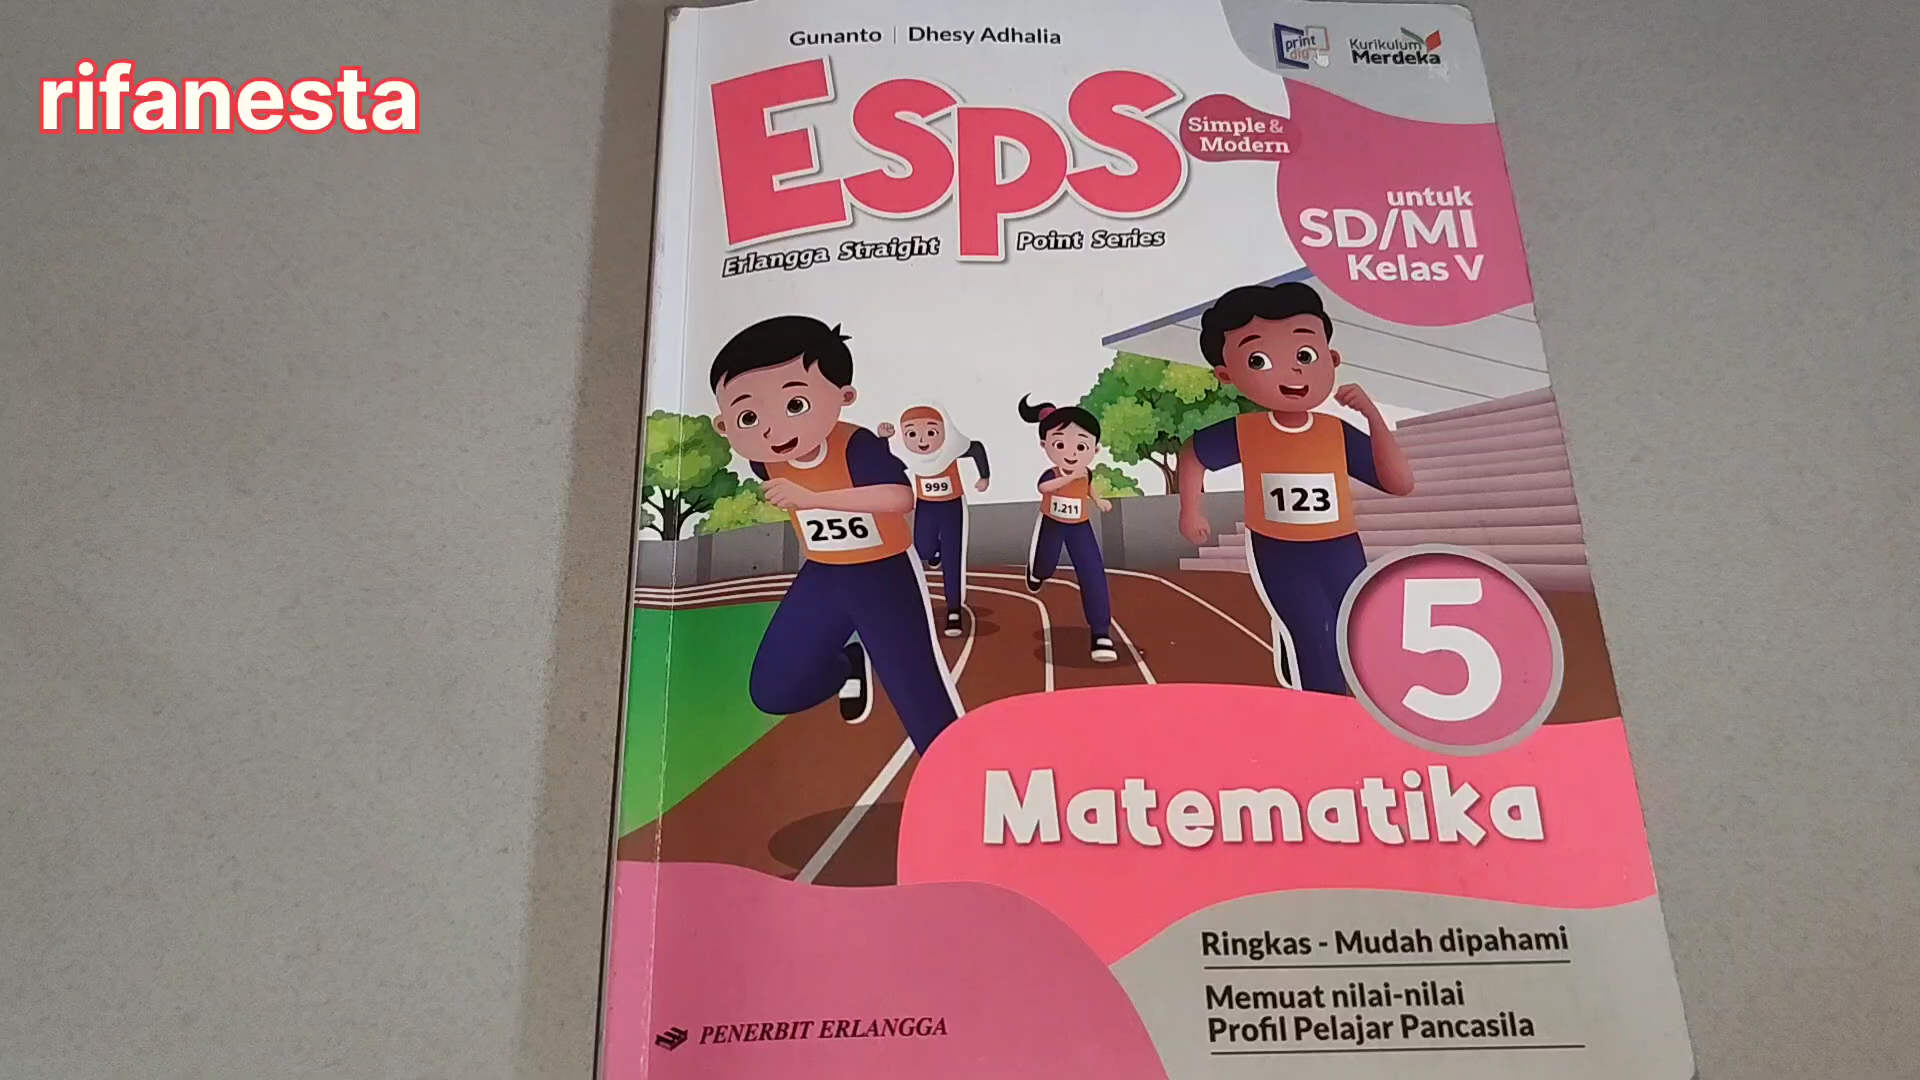 rifanesta
Gunanto | Dhesy Adhalia
print
Kurikulum
Merdeka
ESPS
Simple &
Modern
Erlangga Straight Point Series
untuk
SD/MI
Kelas V
256
999
1.211
123
5
Matematika
Ringkas - Mudah dipahami
Memuat nilai-nilai
Profil Pelajar Pancasila
PENERBIT ERLANGGA